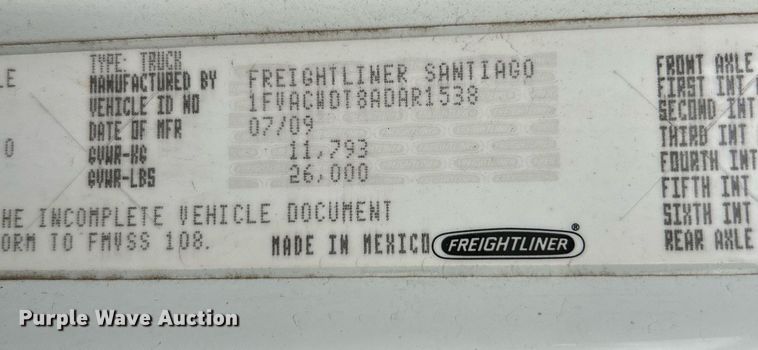 LE
TYPE: TRUCK
MANUFACTURED BY FREIGHTLINER SANTIAGO
VEHICLE ID NO 1FVACWDT8ADAR1538
DATE OF MFR 07/09
0 GVWR-KG 11,793
GVWR-LBS 26,000
HE INCOMPLETE VEHICLE DOCUMENT
ORM TO FMVSS 108. MADE IN MEXICO FREIGHTLINER®
FRONT AXLE
FIRST INT
SECOND INT
THIRD INT
FOURTH INT
FIFTH INT
SIXTH INT
REAR AXLE
Purple Wave Auction